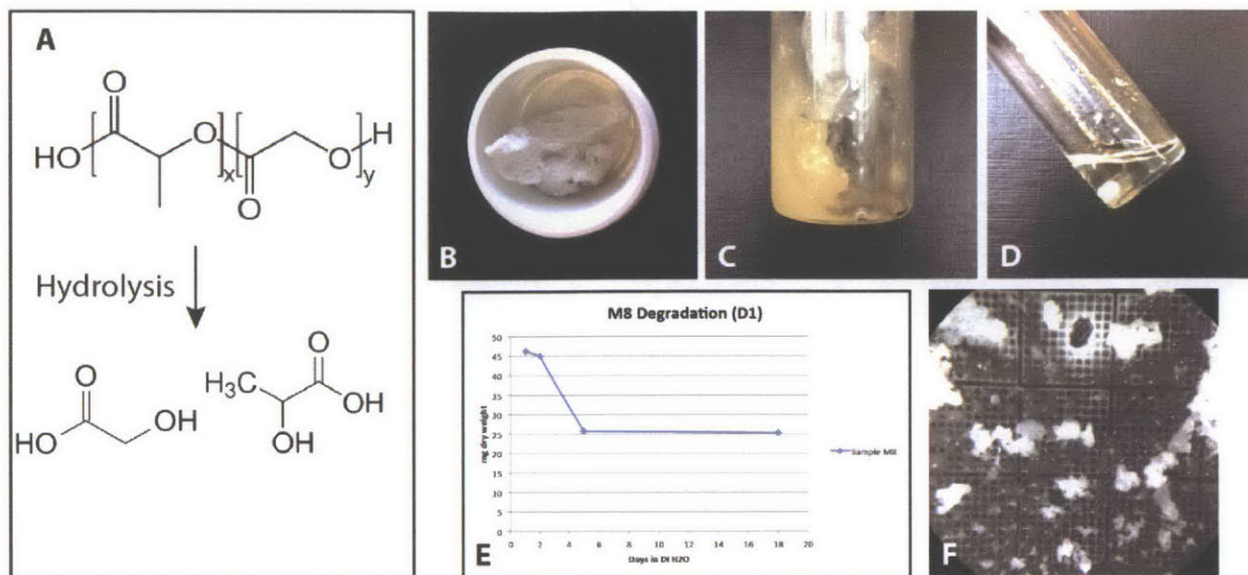 A
O
HO
O
x
O
O
H
y
Hydrolysis
O
HO
OH
H₃C
O
OH
OH
B
C
D
M8 Degradation (D1)
50
45
40
35
30
25
20
15
10
5
0
mg dry weight
0 2 4 6 8 10 12 14 16 18 20
Days in DI H2O
Sample M8
E
F